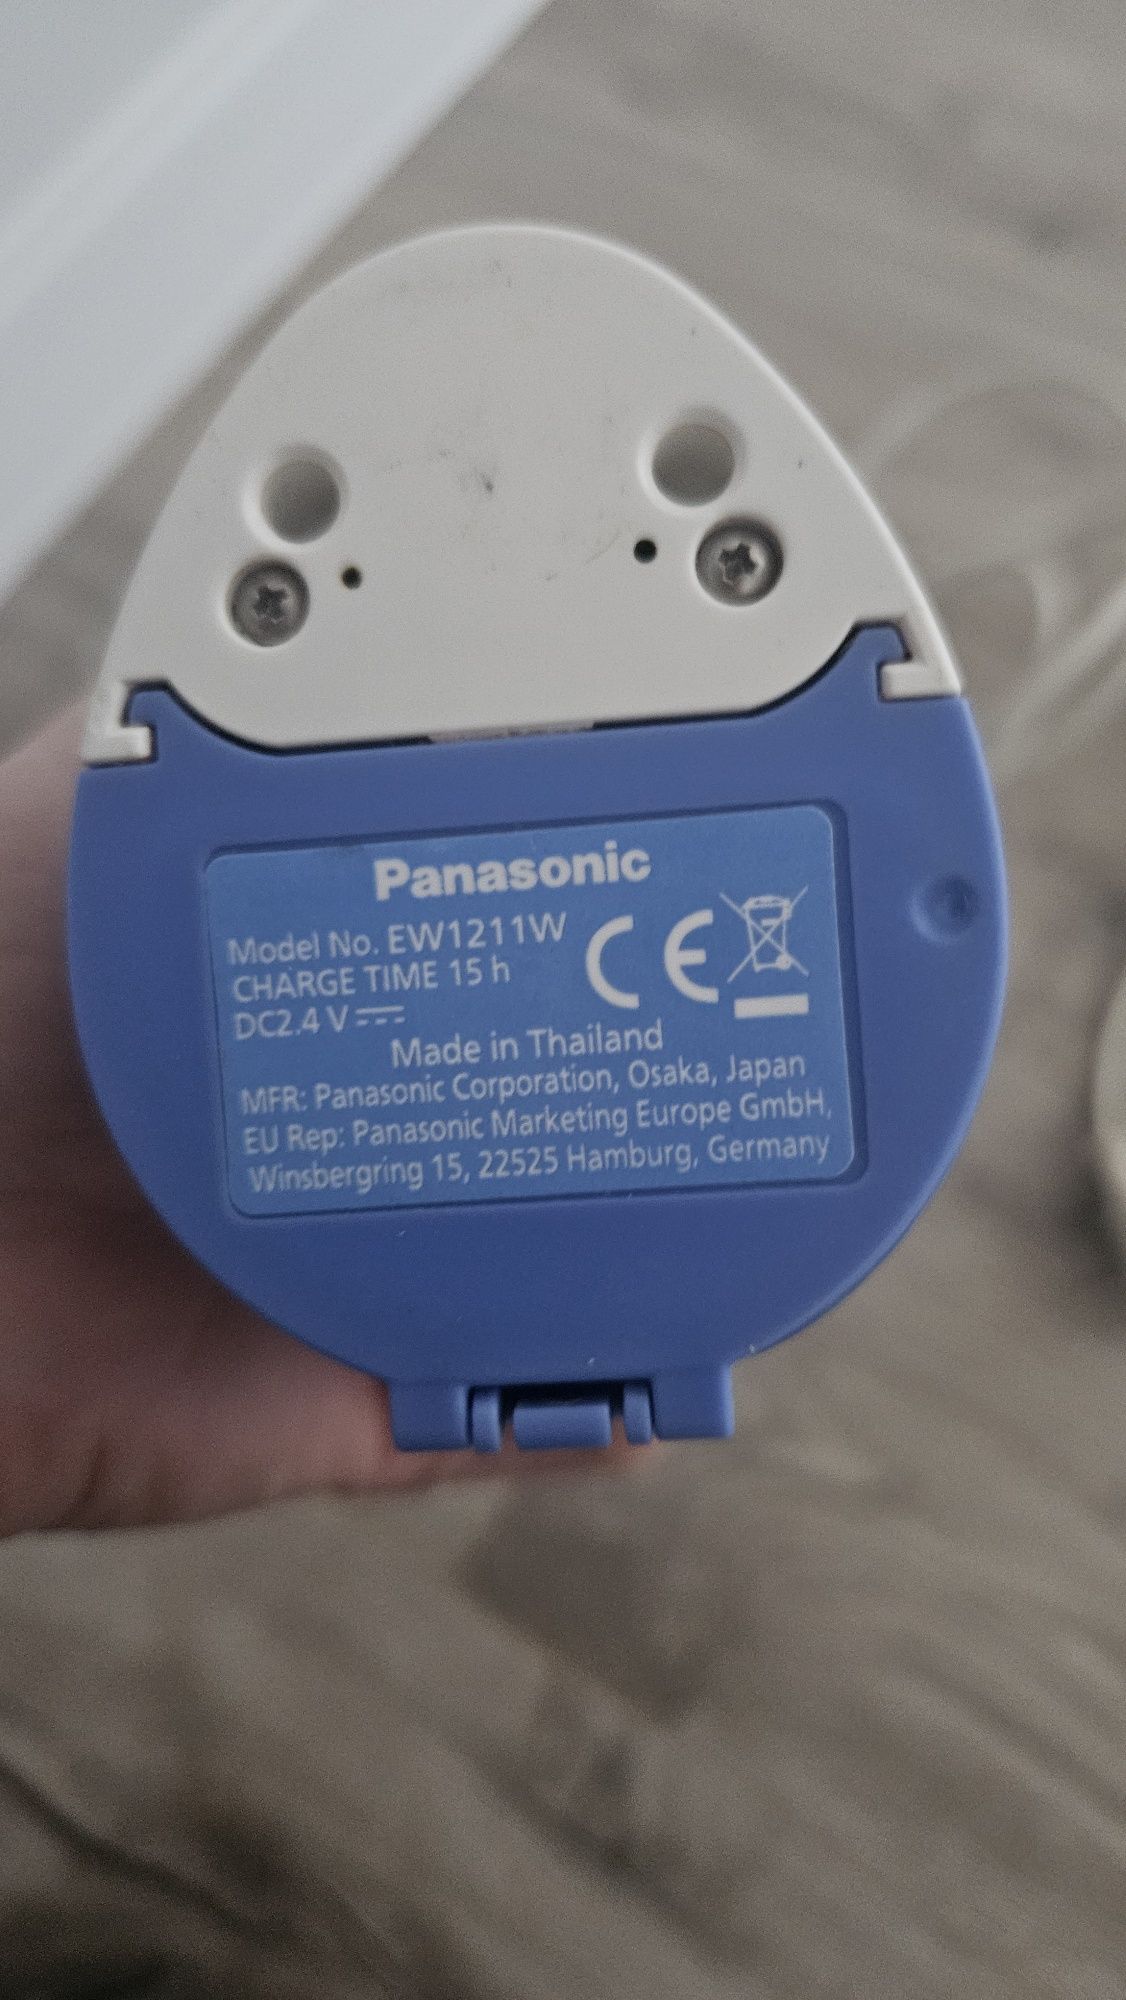 Panasonic
Model No. EW1211W
CHARGE TIME 15 h
DC2.4 V ⎓
CE
Made in Thailand
MFR: Panasonic Corporation, Osaka, Japan
EU Rep: Panasonic Marketing Europe GmbH,
Winsbergring 15, 22525 Hamburg, Germany